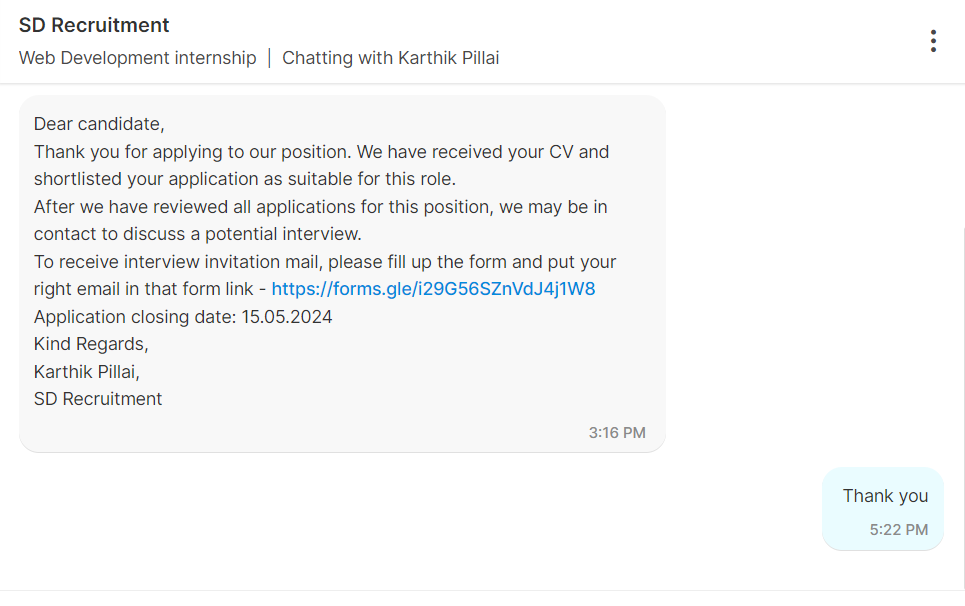 SD Recruitment
Web Development internship | Chatting with Karthik Pillai
Dear candidate,
Thank you for applying to our position. We have received your CV and
shortlisted your application as suitable for this role.
After we have reviewed all applications for this position, we may be in
contact to discuss a potential interview.
To receive interview invitation mail, please fill up the form and put your
right email in that form link - https://forms.gle/i29G56SZnVdJ4j1W8
Application closing date: 15.05.2024
Kind Regards,
Karthik Pillai,
SD Recruitment
3:16 PM
Thank you
5:22 PM